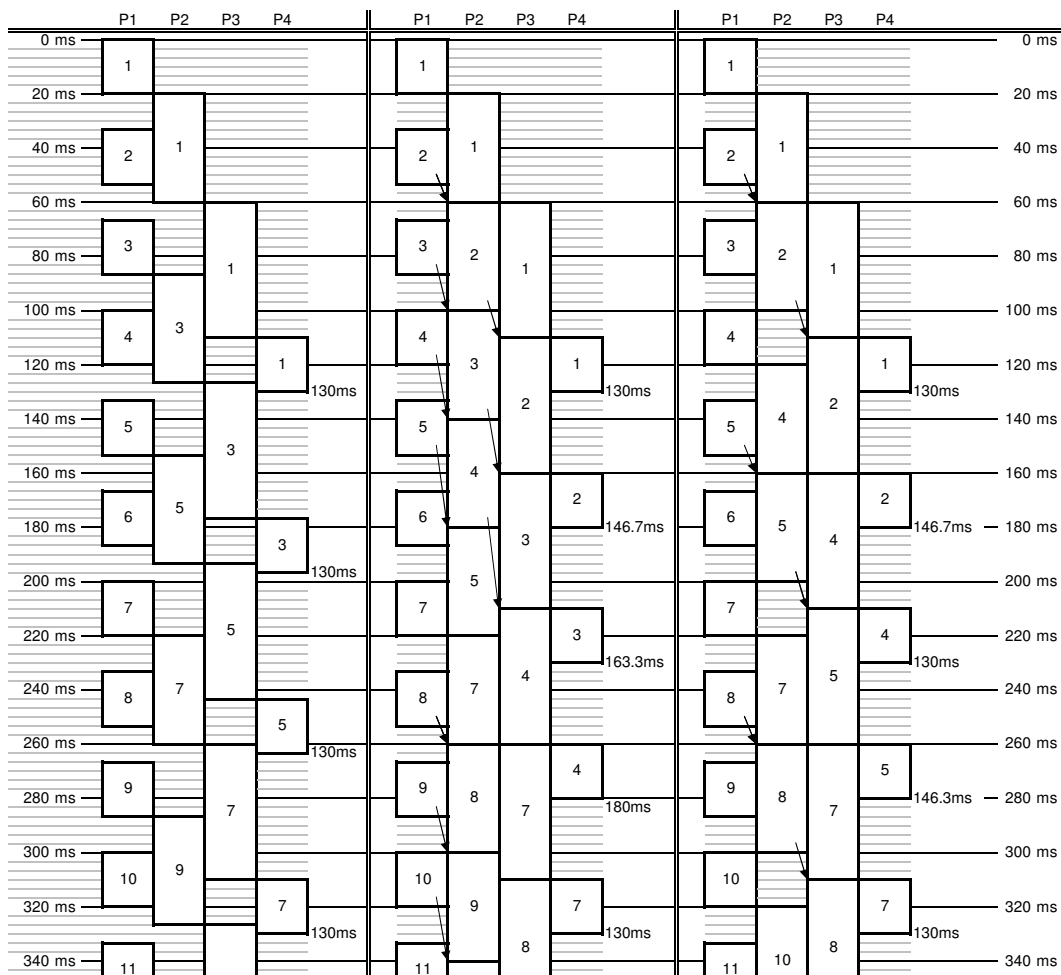 P1 P2 P3 P4 P1 P2 P3 P4 P1 P2 P3 P4
0 ms 0 ms
1 1 1
20 ms 20 ms
1 1 1
40 ms 40 ms
2 2 2
60 ms 60 ms
3 3 3
2 2
80 ms 80 ms
1 1 1
100 ms 100 ms
3
4 4 4
120 ms 1 3 1 1 120 ms
130ms 130ms 130ms
2 2
140 ms 4 140 ms
5 5 5
3
160 ms 4 160 ms
2 2
6 5 6 6
180 ms 146.7ms 5 146.7ms 180 ms
3 3 4
130ms
200 ms 5 200 ms
7 7 7
5
220 ms 3 4 220 ms
163.3ms 130ms
4 5
240 ms 7 7 7 240 ms
8 8 8
5
260 ms 130ms 260 ms
4 5
9 9 9
280 ms 180ms 146.3ms 280 ms
7 8 7 8 7
300 ms 300 ms
9
10 10 10
320 ms 7 9 7 7 320 ms
130ms 130ms 130ms
8 10 8
340 ms 340 ms
11 11 11